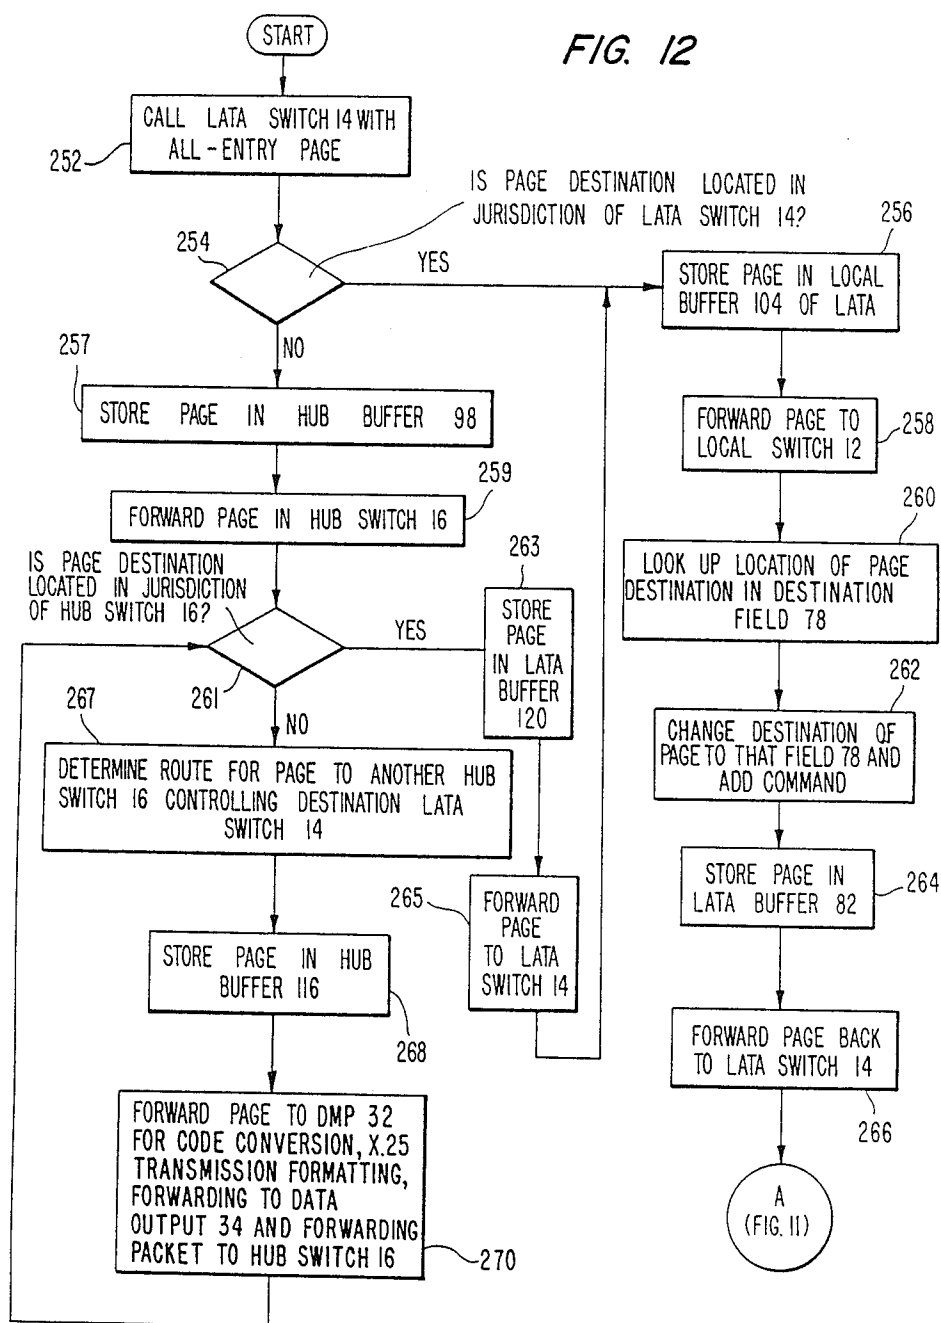 START
FIG. 12
CALL LATA SWITCH 14 WITH
ALL-ENTRY PAGE
252
IS PAGE DESTINATION LOCATED IN
JURISDICTION OF LATA SWITCH 14?
254
YES
NO
256
STORE PAGE IN LOCAL
BUFFER 104 OF LATA
257
STORE PAGE IN HUB BUFFER 98
FORWARD PAGE TO
LOCAL SWITCH 12
258
259
FORWARD PAGE IN HUB SWITCH 16
260
LOOK UP LOCATION OF PAGE
DESTINATION IN DESTINATION
FIELD 78
IS PAGE DESTINATION
LOCATED IN JURISDICTION
OF HUB SWITCH 16?
261
YES
NO
263
STORE
PAGE
IN LATA
BUFFER
120
262
CHANGE DESTINATION OF
PAGE TO THAT FIELD 78 AND
ADD COMMAND
267
DETERMINE ROUTE FOR PAGE TO ANOTHER HUB
SWITCH 16 CONTROLLING DESTINATION LATA
SWITCH 14
STORE PAGE IN
LATA BUFFER 82
264
265
FORWARD
PAGE
TO LATA
SWITCH 14
STORE PAGE IN HUB
BUFFER 116
268
FORWARD PAGE BACK
TO LATA SWITCH 14
266
FORWARD PAGE TO DMP 32
FOR CODE CONVERSION, X.25
TRANSMISSION FORMATTING,
FORWARDING TO DATA
OUTPUT 34 AND FORWARDING
PACKET TO HUB SWITCH 16
270
A
(FIG. 11)